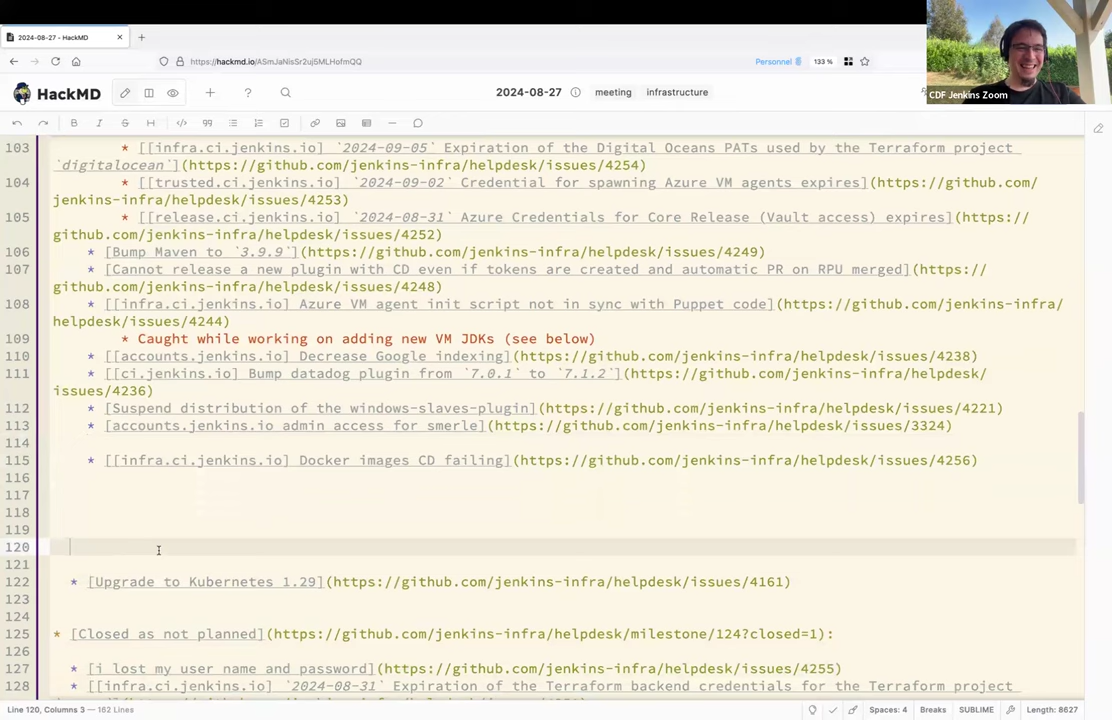 2024-08-27 - HackMD
https://hackmd.io/ASmJaNisSr2uj5MLHofmQQ
Personnel
133 %
HackMD
2024-08-27
meeting
infrastructure
CDF Jenkins Zoom
103 * [[infra.ci.jenkins.io] `2024-09-05` Expiration of the Digital Oceans PATs used by the Terraform project
`digitalocean`](https://github.com/jenkins-infra/helpdesk/issues/4254)
104 * [[trusted.ci.jenkins.io] `2024-09-02` Credential for spawning Azure VM agents expires](https://github.com/
jenkins-infra/helpdesk/issues/4253)
105 * [[release.ci.jenkins.io] `2024-08-31` Azure Credentials for Core Release (Vault access) expires](https://
github.com/jenkins-infra/helpdesk/issues/4252)
106 * [Bump Maven to `3.9.9`](https://github.com/jenkins-infra/helpdesk/issues/4249)
107 * [Cannot release a new plugin with CD even if tokens are created and automatic PR on RPU merged](https://
github.com/jenkins-infra/helpdesk/issues/4248)
108 * [[infra.ci.jenkins.io] Azure VM agent init script not in sync with Puppet code](https://github.com/jenkins-infra/
helpdesk/issues/4244)
109 * Caught while working on adding new VM JDKs (see below)
110 * [[accounts.jenkins.io] Decrease Google indexing](https://github.com/jenkins-infra/helpdesk/issues/4238)
111 * [[ci.jenkins.io] Bump datadog plugin from `7.0.1` to `7.1.2`](https://github.com/jenkins-infra/helpdesk/
issues/4236)
112 * [Suspend distribution of the windows-slaves-plugin](https://github.com/jenkins-infra/helpdesk/issues/4221)
113 * [accounts.jenkins.io admin access for smerle](https://github.com/jenkins-infra/helpdesk/issues/3324)
114
115 * [[infra.ci.jenkins.io] Docker images CD failing](https://github.com/jenkins-infra/helpdesk/issues/4256)
116
117
118
119
120
121
122 * [Upgrade to Kubernetes 1.29](https://github.com/jenkins-infra/helpdesk/issues/4161)
123
124
125 * [Closed as not planned](https://github.com/jenkins-infra/helpdesk/milestone/124?closed=1):
126
127 * [i lost my user name and password](https://github.com/jenkins-infra/helpdesk/issues/4255)
128 * [[infra.ci.jenkins.io] `2024-08-31` Expiration of the Terraform backend credentials for the Terraform project
Line 120, Columns 3 — 162 Lines
Spaces: 4
Breaks
SUBLIME
Length: 8627